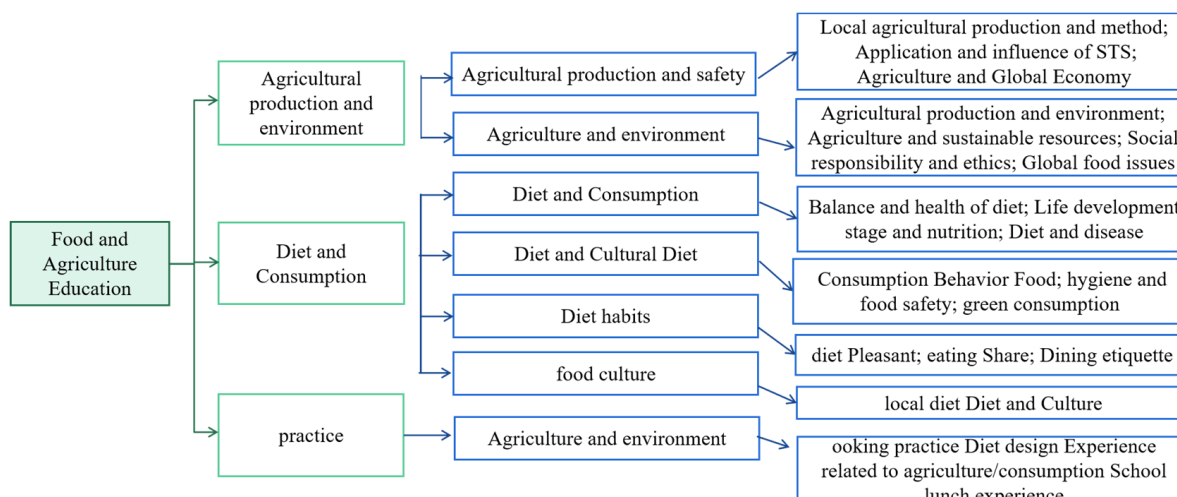 Food and
Agriculture
Education
Agricultural
production and
environment
Diet and
Consumption
practice
Agricultural production and safety
Agriculture and environment
Diet and Consumption
Diet and Cultural Diet
Diet habits
food culture
Agriculture and environment
Local agricultural production and method;
Application and influence of STS;
Agriculture and Global Economy
Agricultural production and environment;
Agriculture and sustainable resources; Social
responsibility and ethics; Global food issues
Balance and health of diet; Life development
stage and nutrition; Diet and disease
Consumption Behavior Food; hygiene and
food safety; green consumption
diet Pleasant; eating Share; Dining etiquette
local diet Diet and Culture
ooking practice Diet design Experience
related to agriculture/consumption School
lunch experience